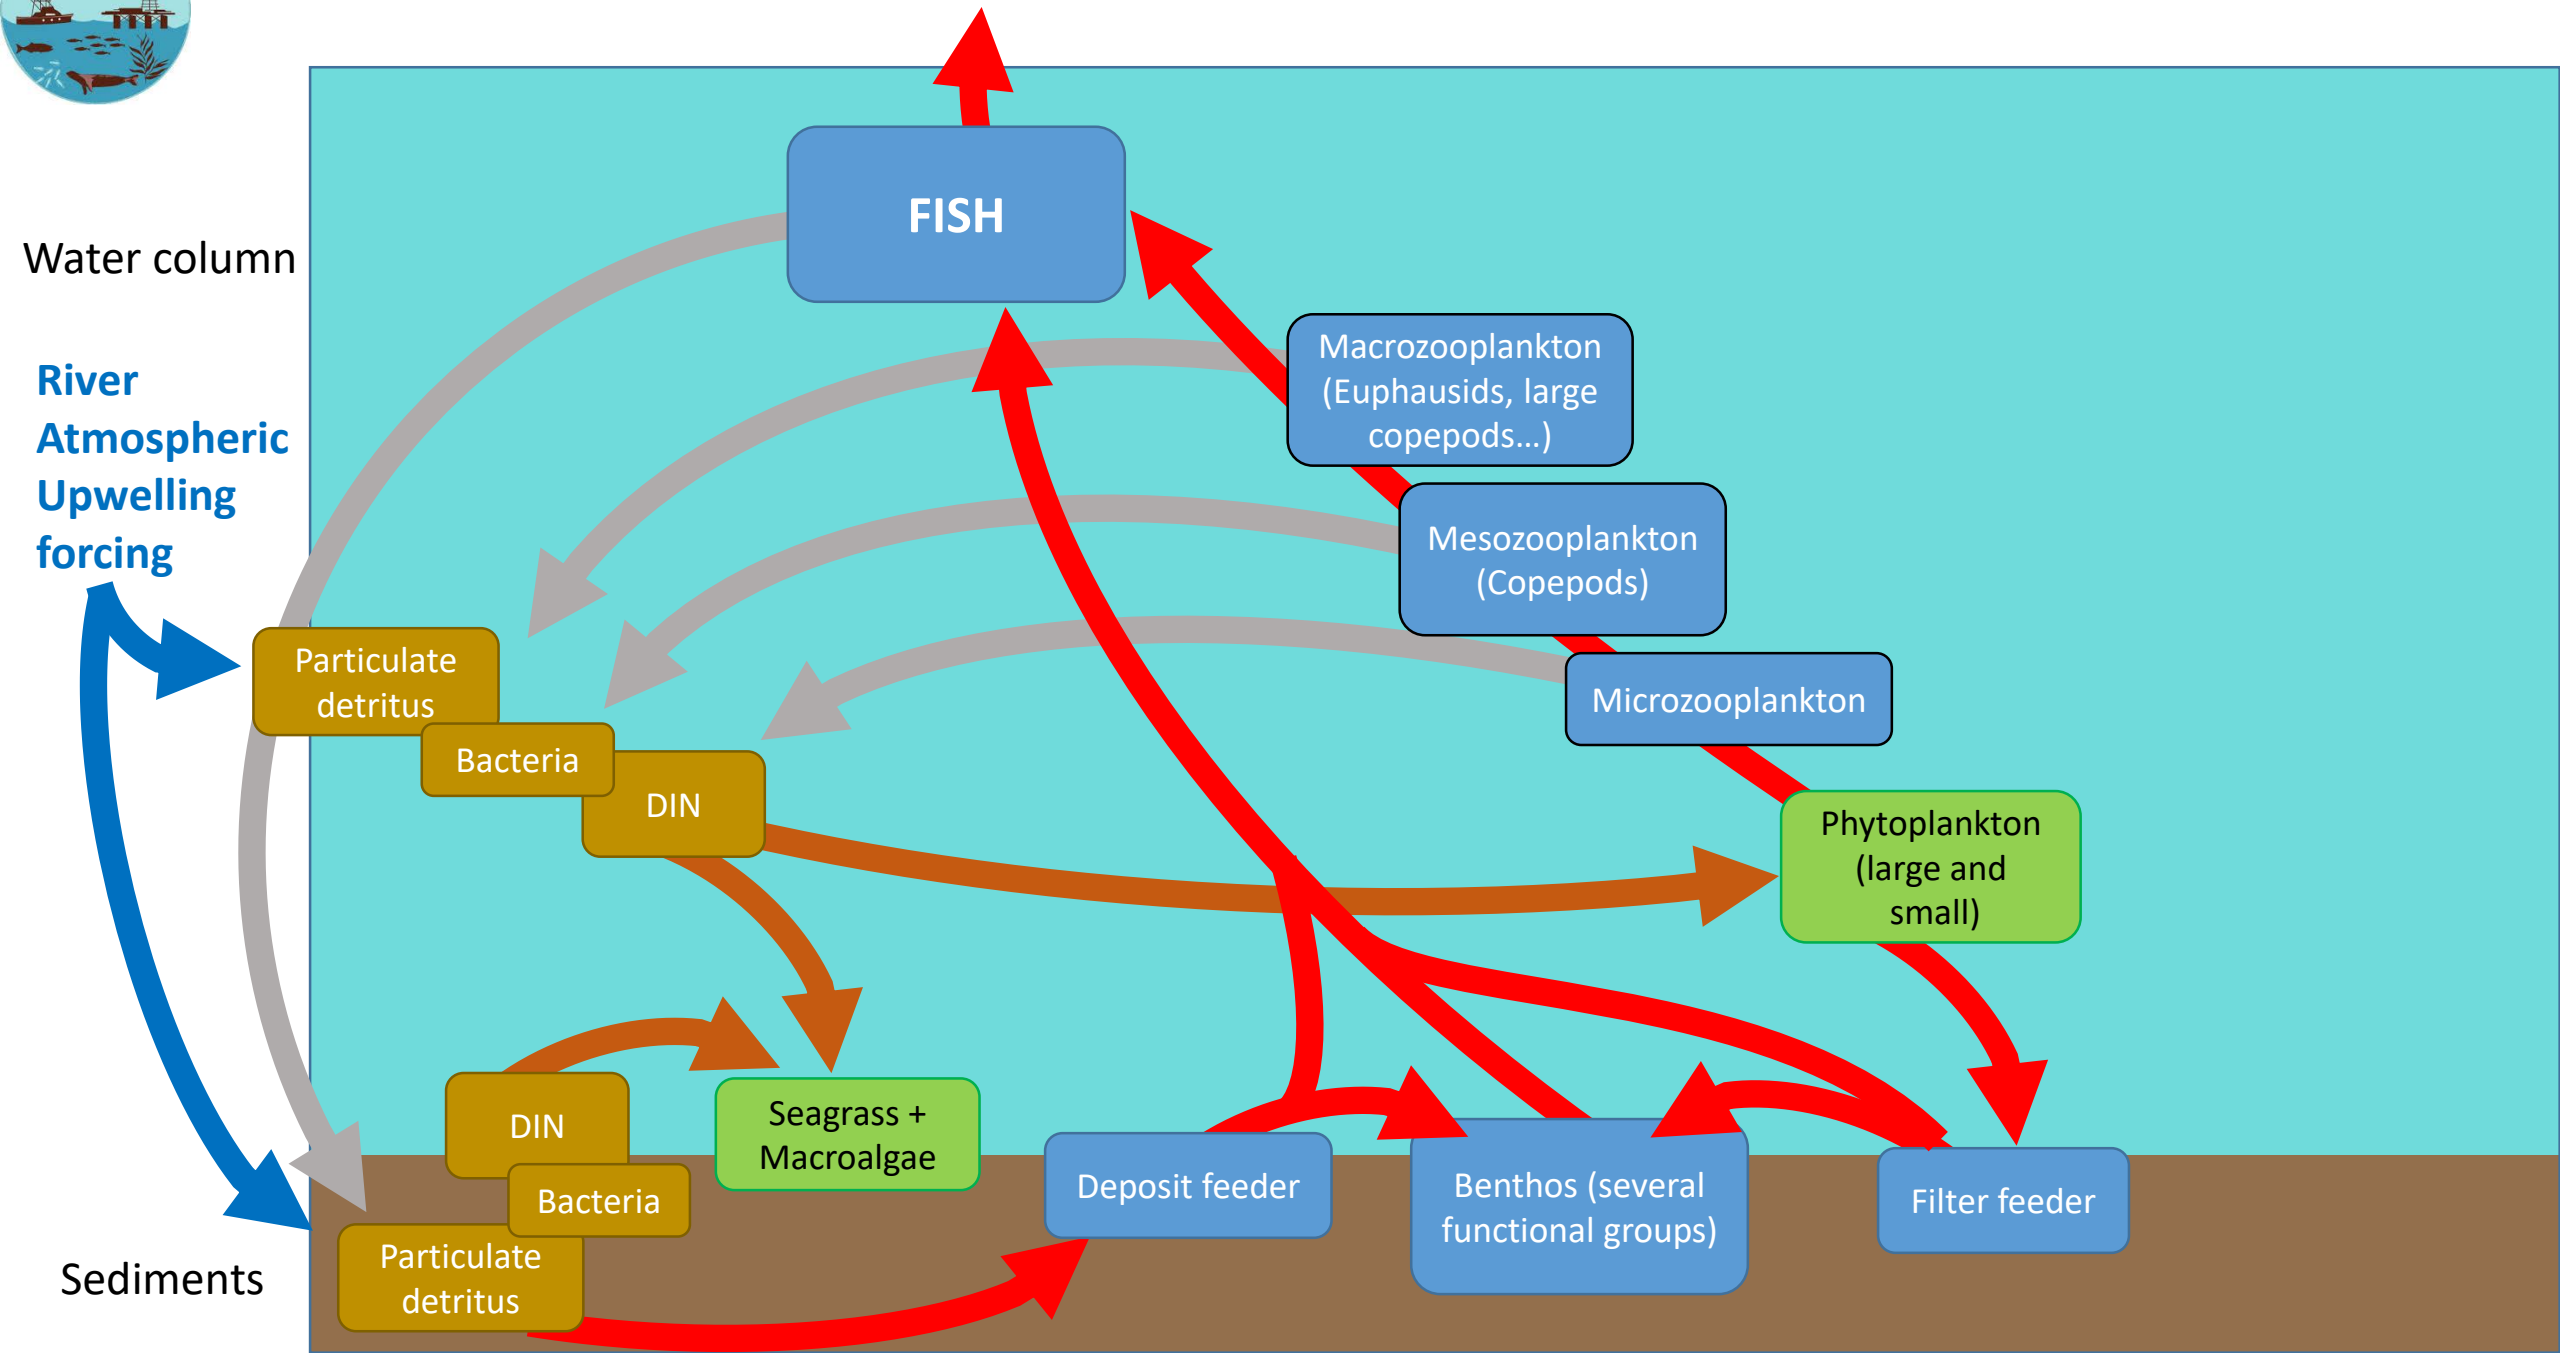 FISH
Water column
Macrozooplankton
(Euphausids, large
copepods...)
River
Atmospheric
Upwelling
forcing
Mesozooplankton
(Copepods)
Particulate
detritus
Microzooplankton
Bacteria
DIN
Phytoplankton
(large and
small)
DIN
Seagrass +
Macroalgae
Deposit feeder
Benthos (several
functional groups)
Filter feeder
Bacteria
Particulate
detritus
Sediments